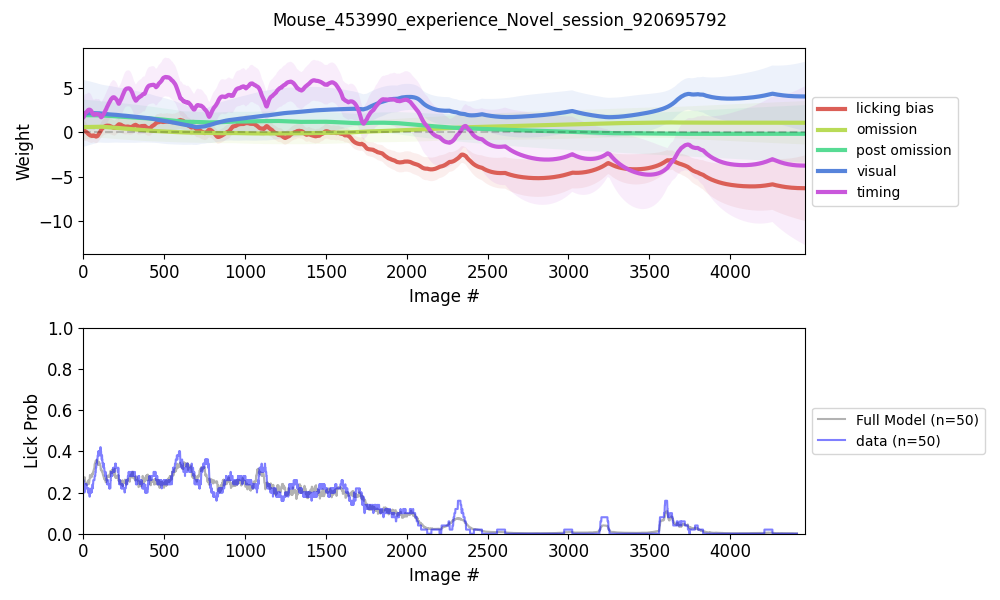 Mouse_453990_experience_Novel_session_920695792
Weight
5
0
−5
−10
0 500 1000 1500 2000 2500 3000 3500 4000
Image #
licking bias
omission
post omission
visual
timing
Lick Prob
1.0
0.8
0.6
0.4
0.2
0.0
0 500 1000 1500 2000 2500 3000 3500 4000
Image #
Full Model (n=50)
data (n=50)